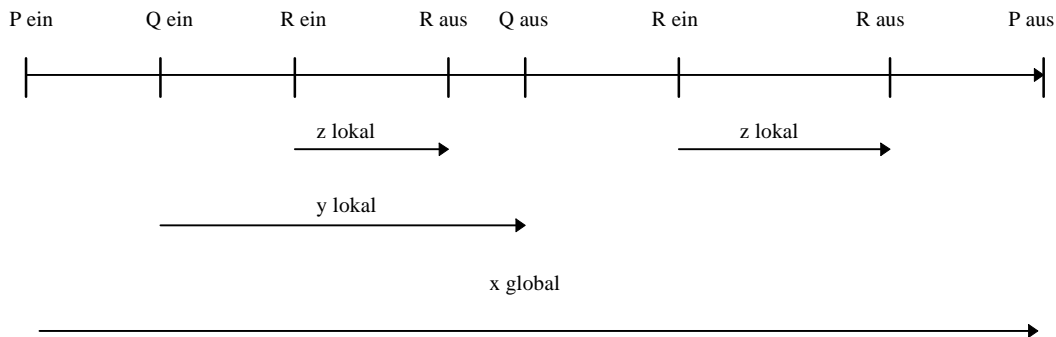 P ein Q ein R ein R aus Q aus R ein R aus P aus
z lokal z lokal
y lokal
x global